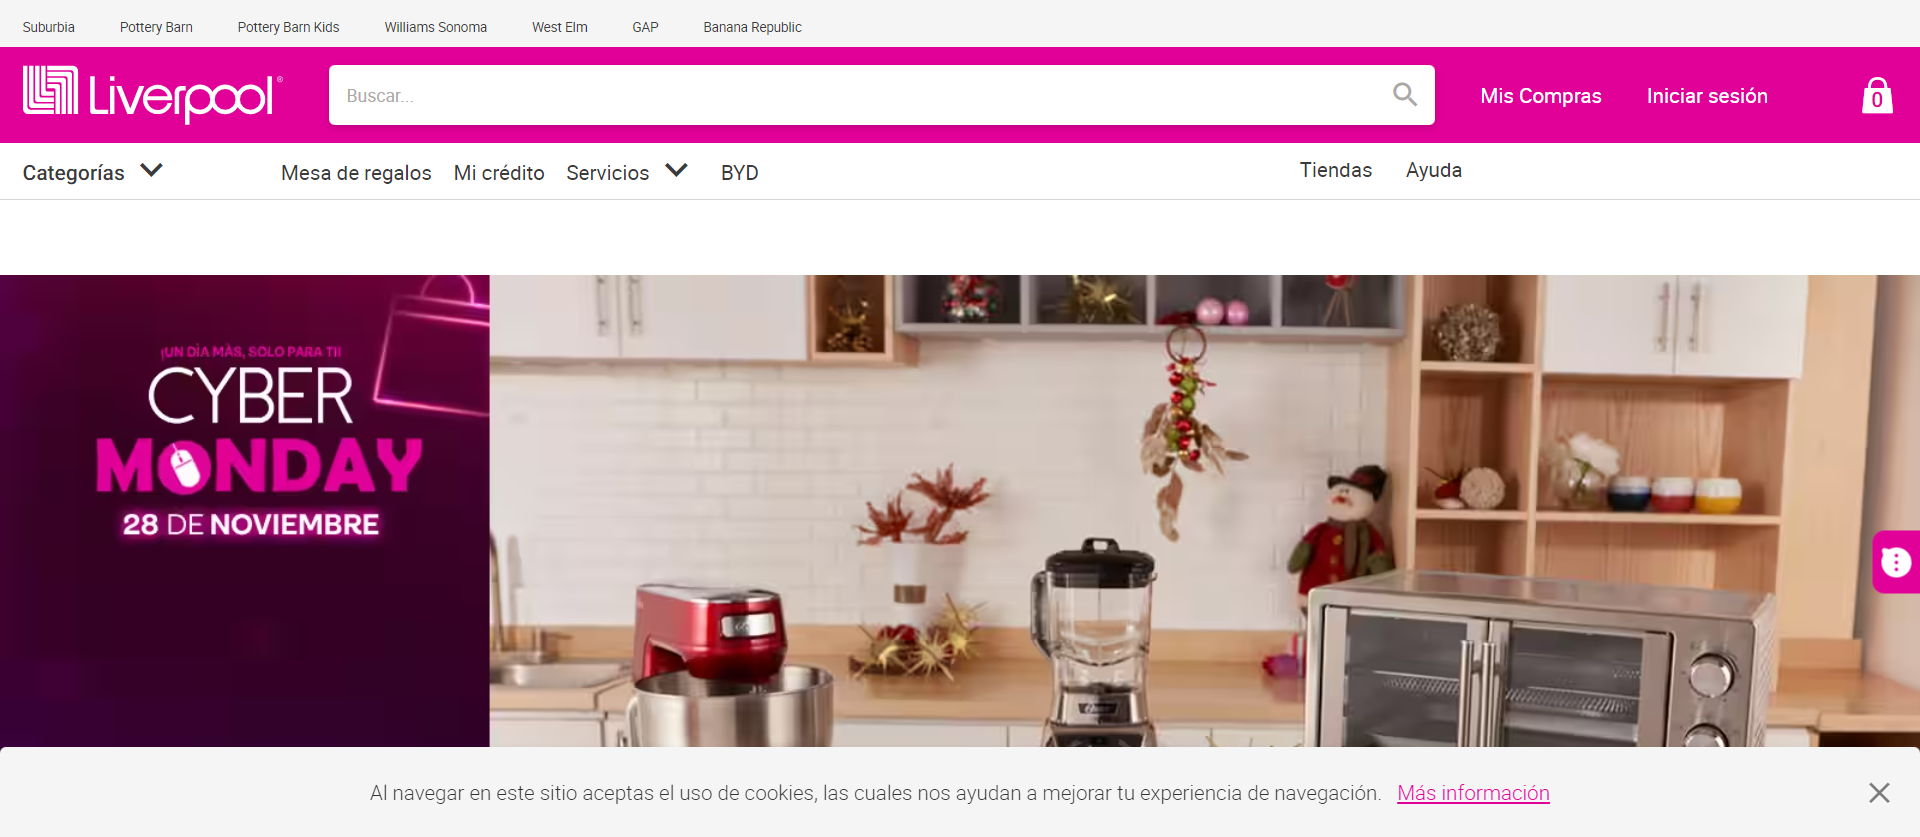 Suburbia Pottery Barn Pottery Barn Kids Williams Sonoma West Elm GAP Banana Republic
Liverpool®
Buscar...
Mis Compras Iniciar sesión 0
Categorías Mesa de regalos Mi crédito Servicios BYD Tiendas Ayuda
¡UN DÌA MÀS, SOLO PARA TI!
CYBER
MONDAY
28 DE NOVIEMBRE
Al navegar en este sitio aceptas el uso de cookies, las cuales nos ayudan a mejorar tu experiencia de navegación. Más información